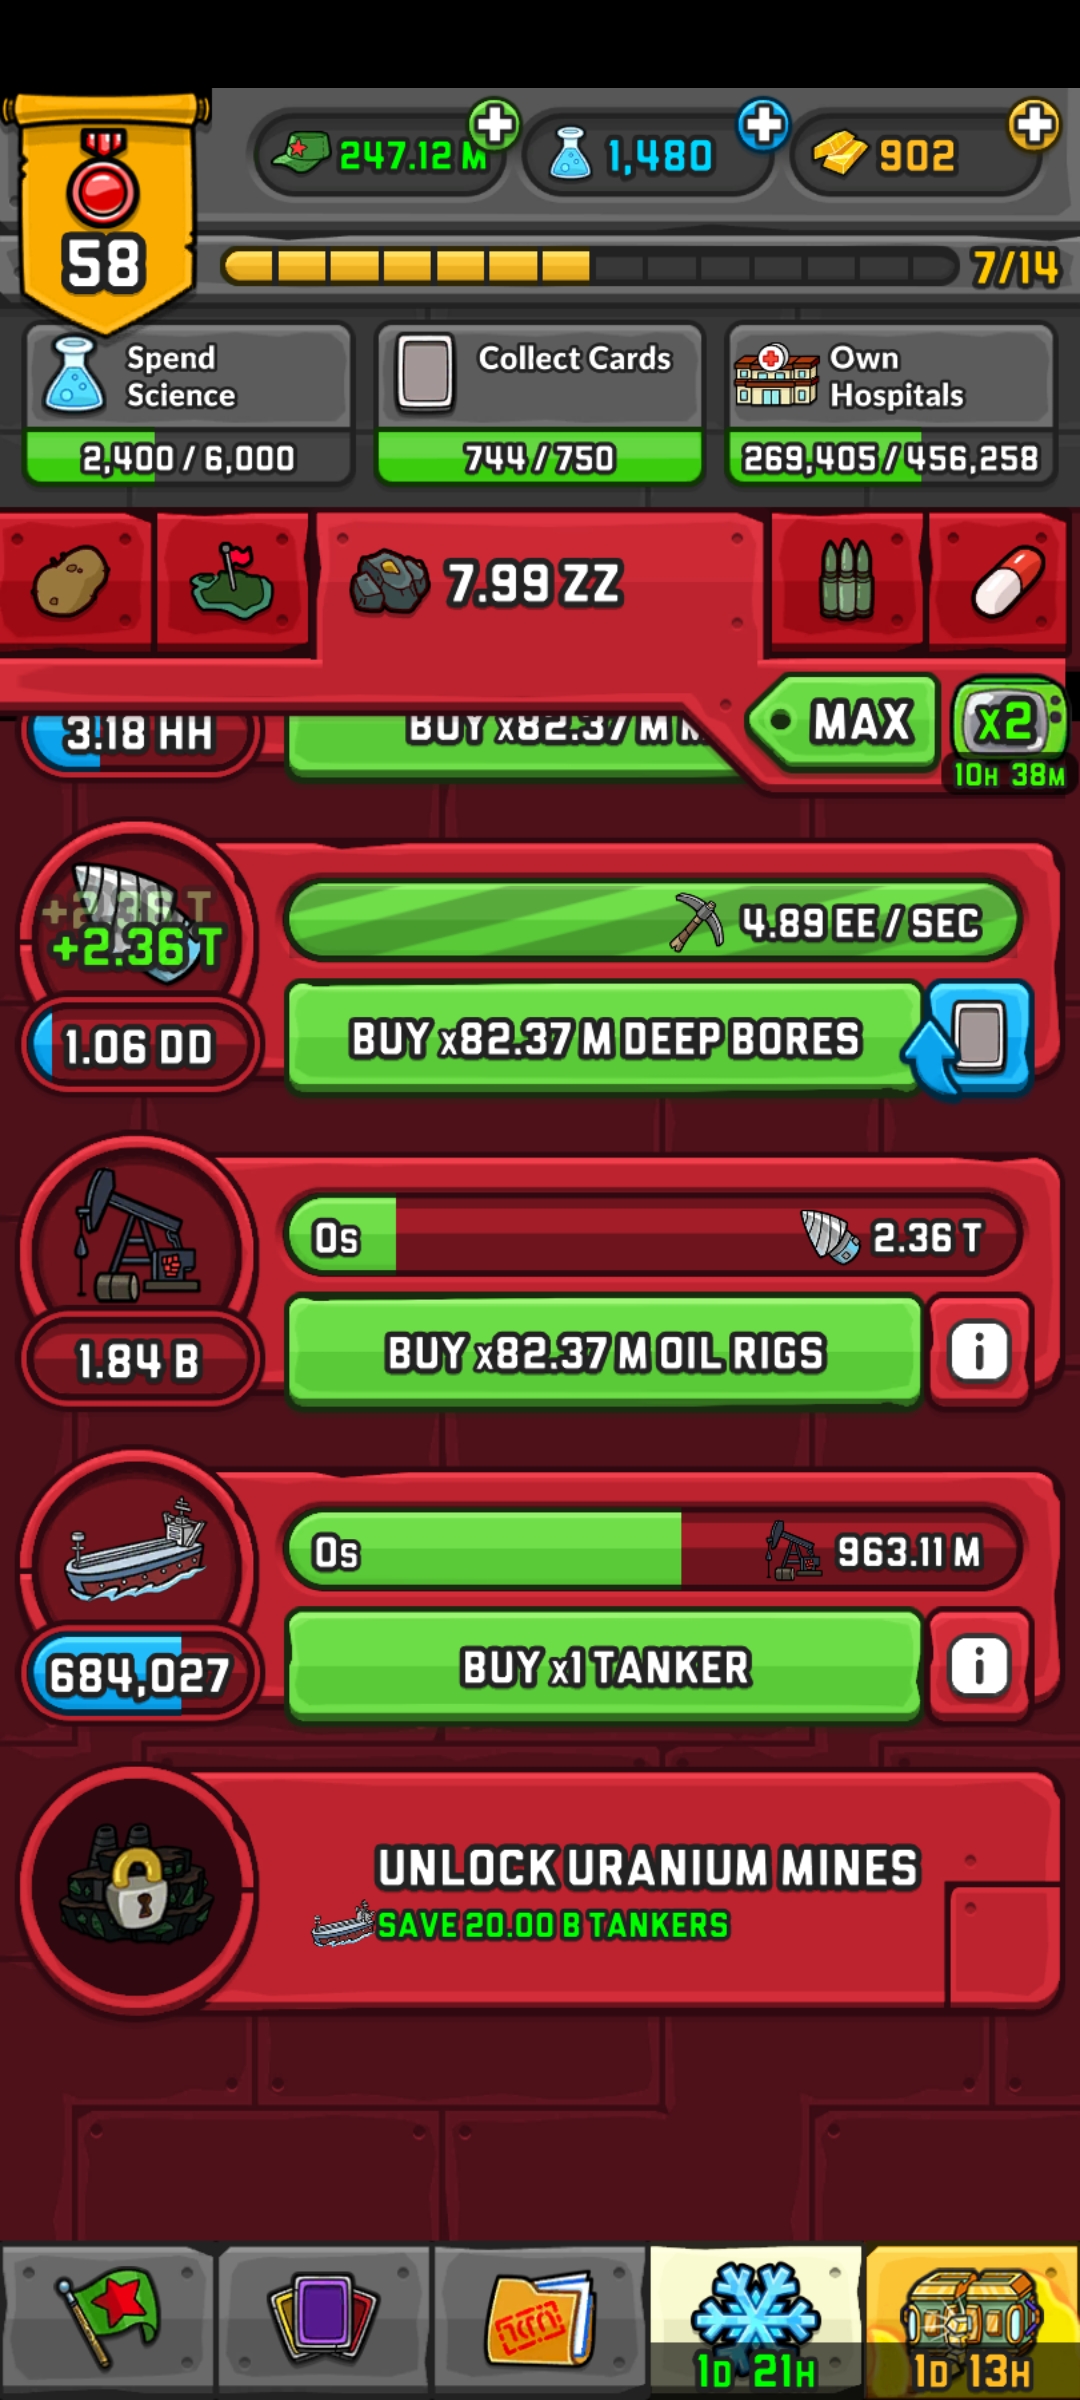 247.12 M
1,480
902
58
7/14
Spend
Science
2,400 / 6,000
Collect Cards
744 / 750
Own
Hospitals
269,405 / 456,258
7.99 ZZ
MAX
x2
10H 38M
3.18 HH
BUY x82.37 M
+2.36 T
+2.36 T
4.89 EE / SEC
1.06 DD
BUY x82.37 M DEEP BORES
0s
2.36 T
1.84 B
BUY x82.37 M OIL RIGS
i
0s
963.11 M
684,027
BUY x1 TANKER
i
UNLOCK URANIUM MINES
SAVE 20.00 B TANKERS
1D 21H
1D 13H